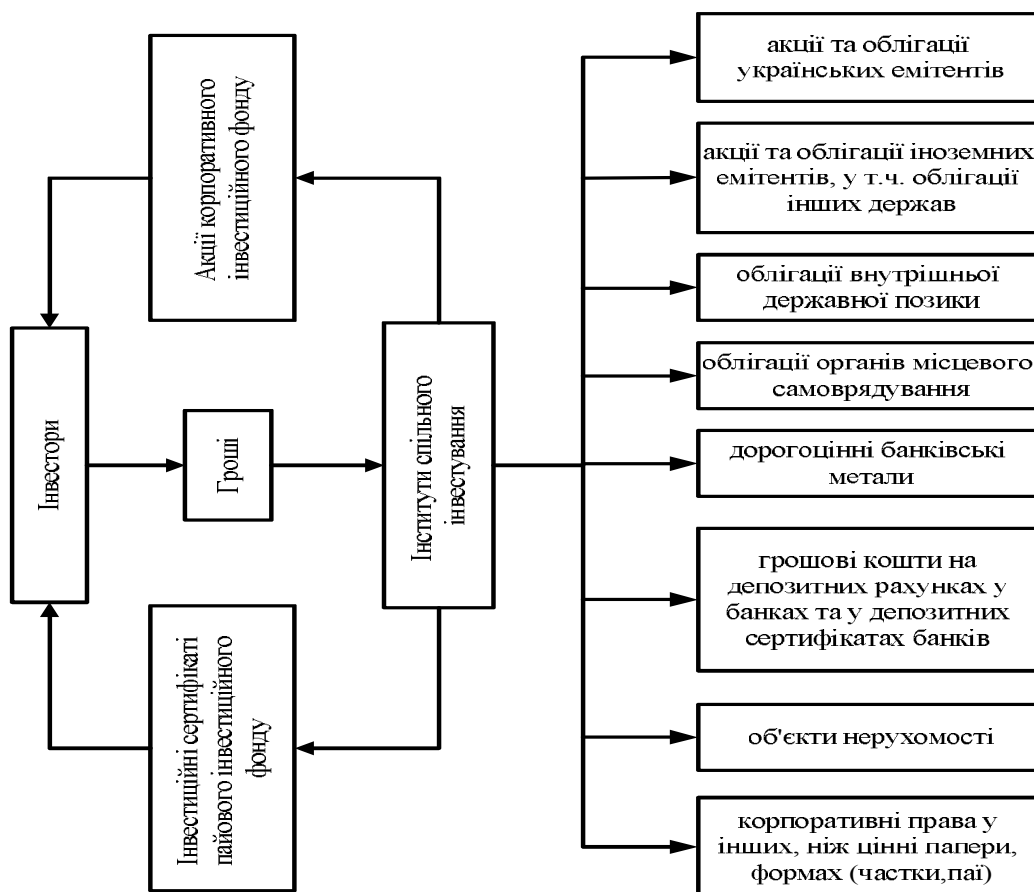 Інвестори
Акції корпоративного
інвестиційного фонду
Гроші
Інвестиційні сертифікаті
пайового інвестиційного
фонду
Інститути спільного
інвестування
акції та облігації
українських емітентів
акції та облігації іноземних
емітентів, у т.ч. облігації
інших держав
облігації внутрішньої
державної позики
облігації органів місцевого
самоврядування
дорогоцінні банківські
метали
грошові кошти на
депозитних рахунках у
банках та у депозитних
сертифікатах банків
об'єкти нерухомості
корпоративні права у
інших, ніж цінні папери,
формах (частки,паї)